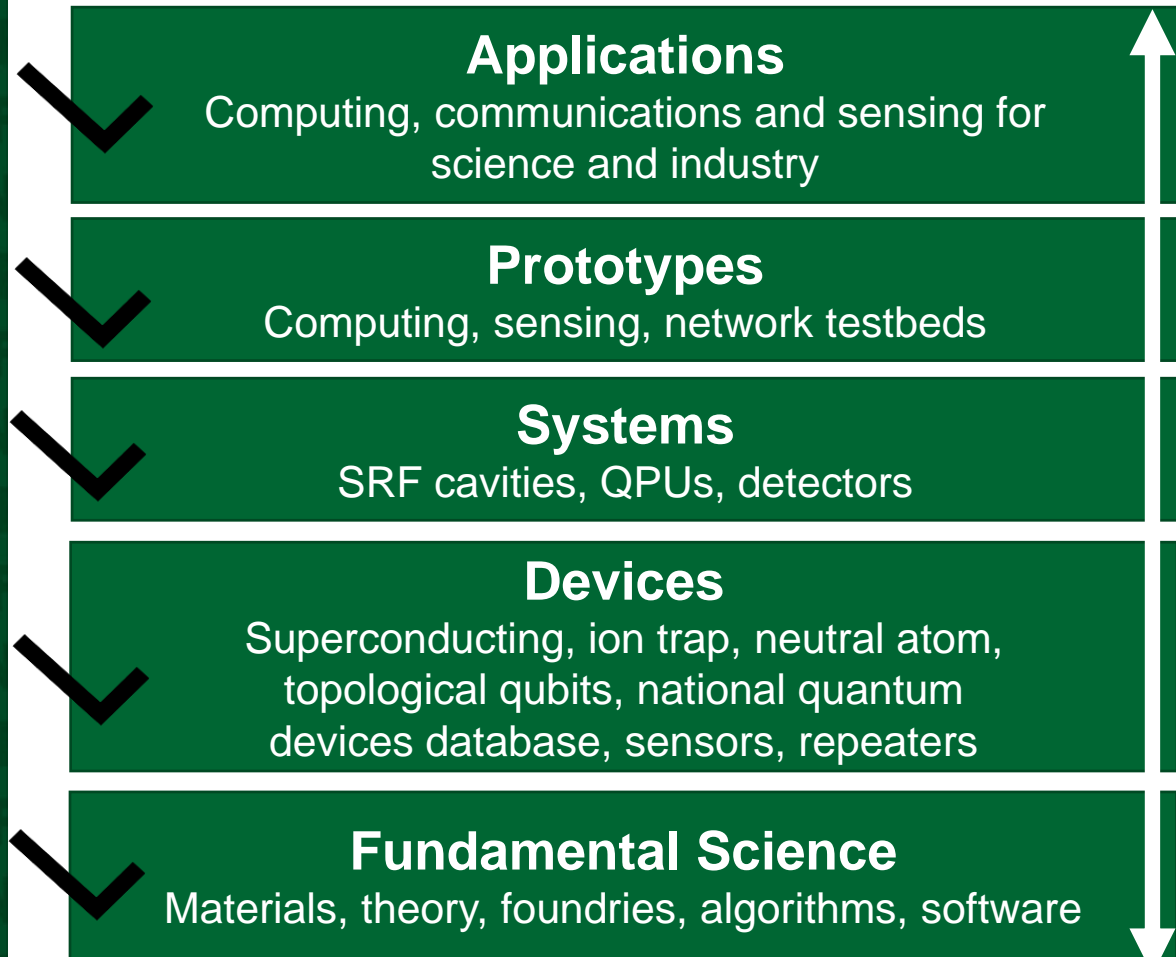 Applications
Computing, communications and sensing for
science and industry
Prototypes
Computing, sensing, network testbeds
Systems
SRF cavities, QPUs, detectors
Devices
Superconducting, ion trap, neutral atom,
topological qubits, national quantum
devices database, sensors, repeaters
Fundamental Science
Materials, theory, foundries, algorithms, software